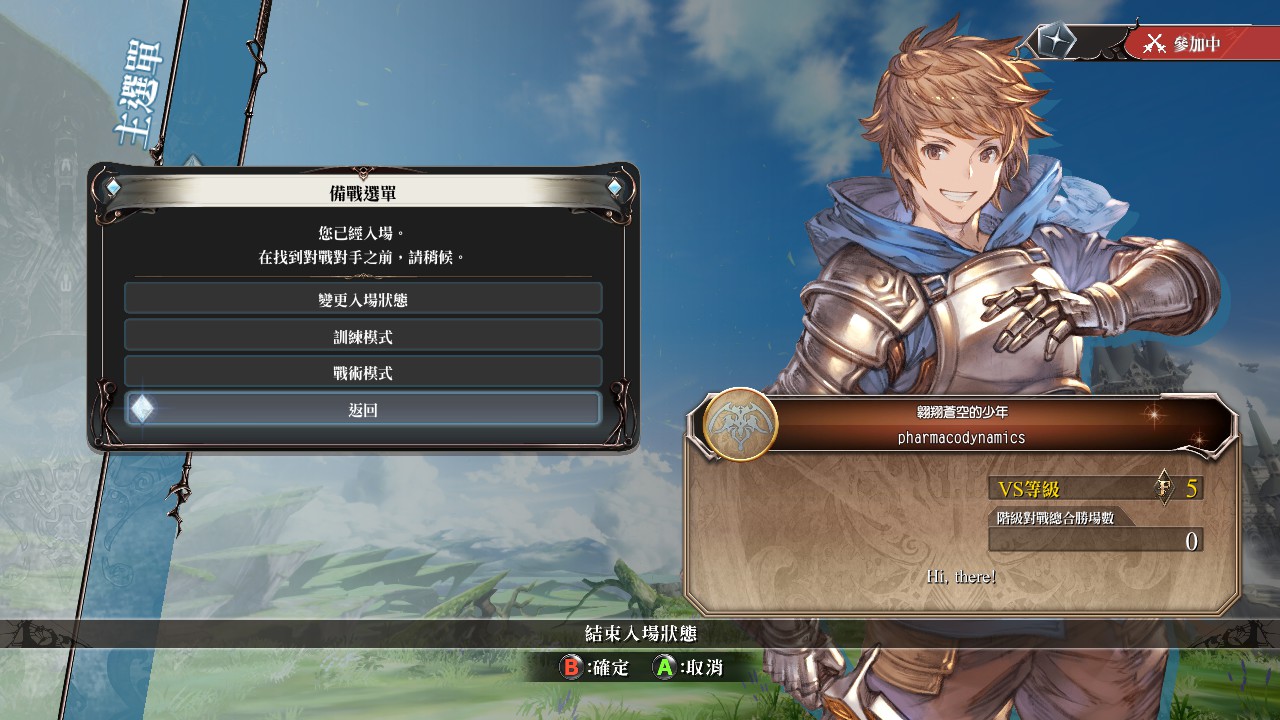 主選單
參加中
備戰選單
您已經入場。
在找到對戰對手之前，請稍候。
變更入場狀態
訓練模式
戰術模式
返回
翱翔蒼空的少年
pharmacodynamics
VS等級 5
階級對戰總合勝場數
0
Hi, there!
結束入場狀態
B:確定 A:取消